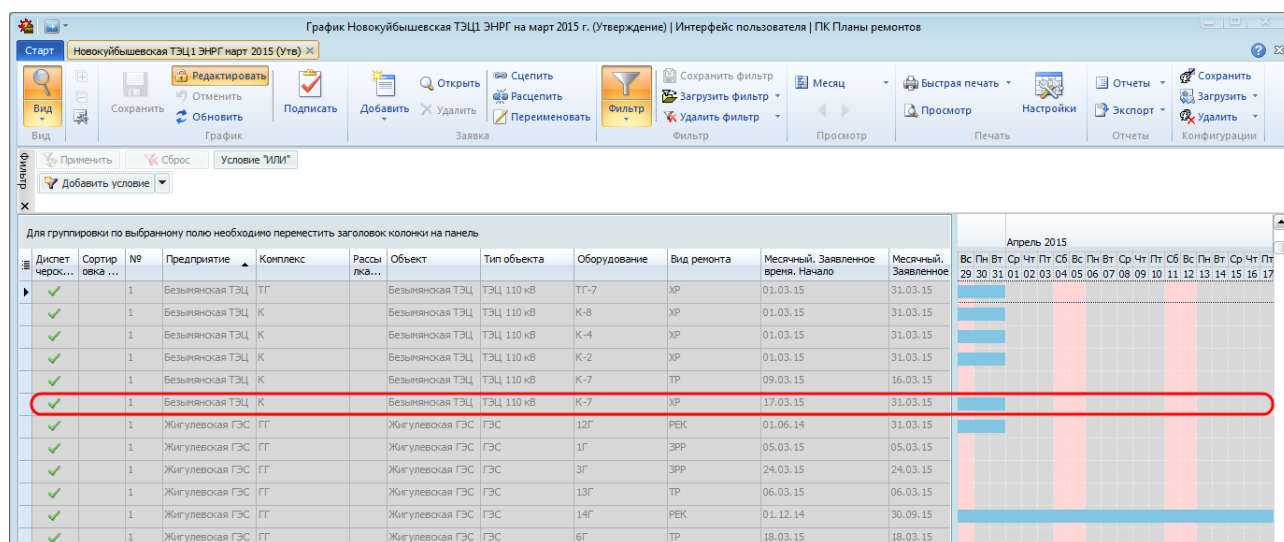 График Новокуйбышевская ТЭЦ1 ЭНРГ на март 2015 г. (Утверждение) | Интерфейс пользователя | ПК Планы ремонтов
Старт Новокуйбышевская ТЭЦ1 ЭНРГ март 2015 (Утв)
Редактировать Открыть Сцепить Сохранить фильтр Месяц Быстрая печать Отчеты Сохранить
Вид Сохранить Отменить Подписать Добавить Удалить Расцепить Фильтр Загрузить фильтр Настройки Загрузить
Обновить Переименовать Удалить фильтр Просмотр Экспорт Удалить
Вид График Заявка Фильтр Просмотр Печать Отчеты Конфигурации
Фильтр
Применить Сброс Условие "ИЛИ"
Добавить условие
Для группировки по выбранному полю необходимо переместить заголовок колонки на панель
Апрель 2015
Диспет Сортир № Предприятие Комплекс Рассы Объект Тип объекта Оборудование Вид ремонта Месячный. Заявленное Месячный. Вс Пн Вт Ср Чт Пт Сб Вс Пн Вт Ср Чт Пт Сб Вс Пн Вт Ср Чт Пт
черск... овка ... лка... время. Начало Заявленное 29 30 31 01 02 03 04 05 06 07 08 09 10 11 12 13 14 15 16 17
1 Безымянская ТЭЦ ТГ Безымянская ТЭЦ ТЭЦ 110 кВ ТГ-7 ХР 01.03.15 31.03.15
1 Безымянская ТЭЦ К Безымянская ТЭЦ ТЭЦ 110 кВ К-8 ХР 01.03.15 31.03.15
1 Безымянская ТЭЦ К Безымянская ТЭЦ ТЭЦ 110 кВ К-4 ХР 01.03.15 31.03.15
1 Безымянская ТЭЦ К Безымянская ТЭЦ ТЭЦ 110 кВ К-2 ХР 01.03.15 31.03.15
1 Безымянская ТЭЦ К Безымянская ТЭЦ ТЭЦ 110 кВ К-7 ТР 09.03.15 16.03.15
1 Безымянская ТЭЦ К Безымянская ТЭЦ ТЭЦ 110 кВ К-7 ХР 17.03.15 31.03.15
1 Жигулевская ГЭС ГГ Жигулевская ГЭС ГЭС 12Г РЕК 01.06.14 31.03.15
1 Жигулевская ГЭС ГГ Жигулевская ГЭС ГЭС 1Г ЗРР 05.03.15 05.03.15
1 Жигулевская ГЭС ГГ Жигулевская ГЭС ГЭС 3Г ЗРР 24.03.15 24.03.15
1 Жигулевская ГЭС ГГ Жигулевская ГЭС ГЭС 13Г ТР 06.03.15 06.03.15
1 Жигулевская ГЭС ГГ Жигулевская ГЭС ГЭС 14Г РЕК 01.12.14 30.09.15
1 Жигулевская ГЭС ГГ Жигулевская ГЭС ГЭС 6Г ТР 18.03.15 18.03.15